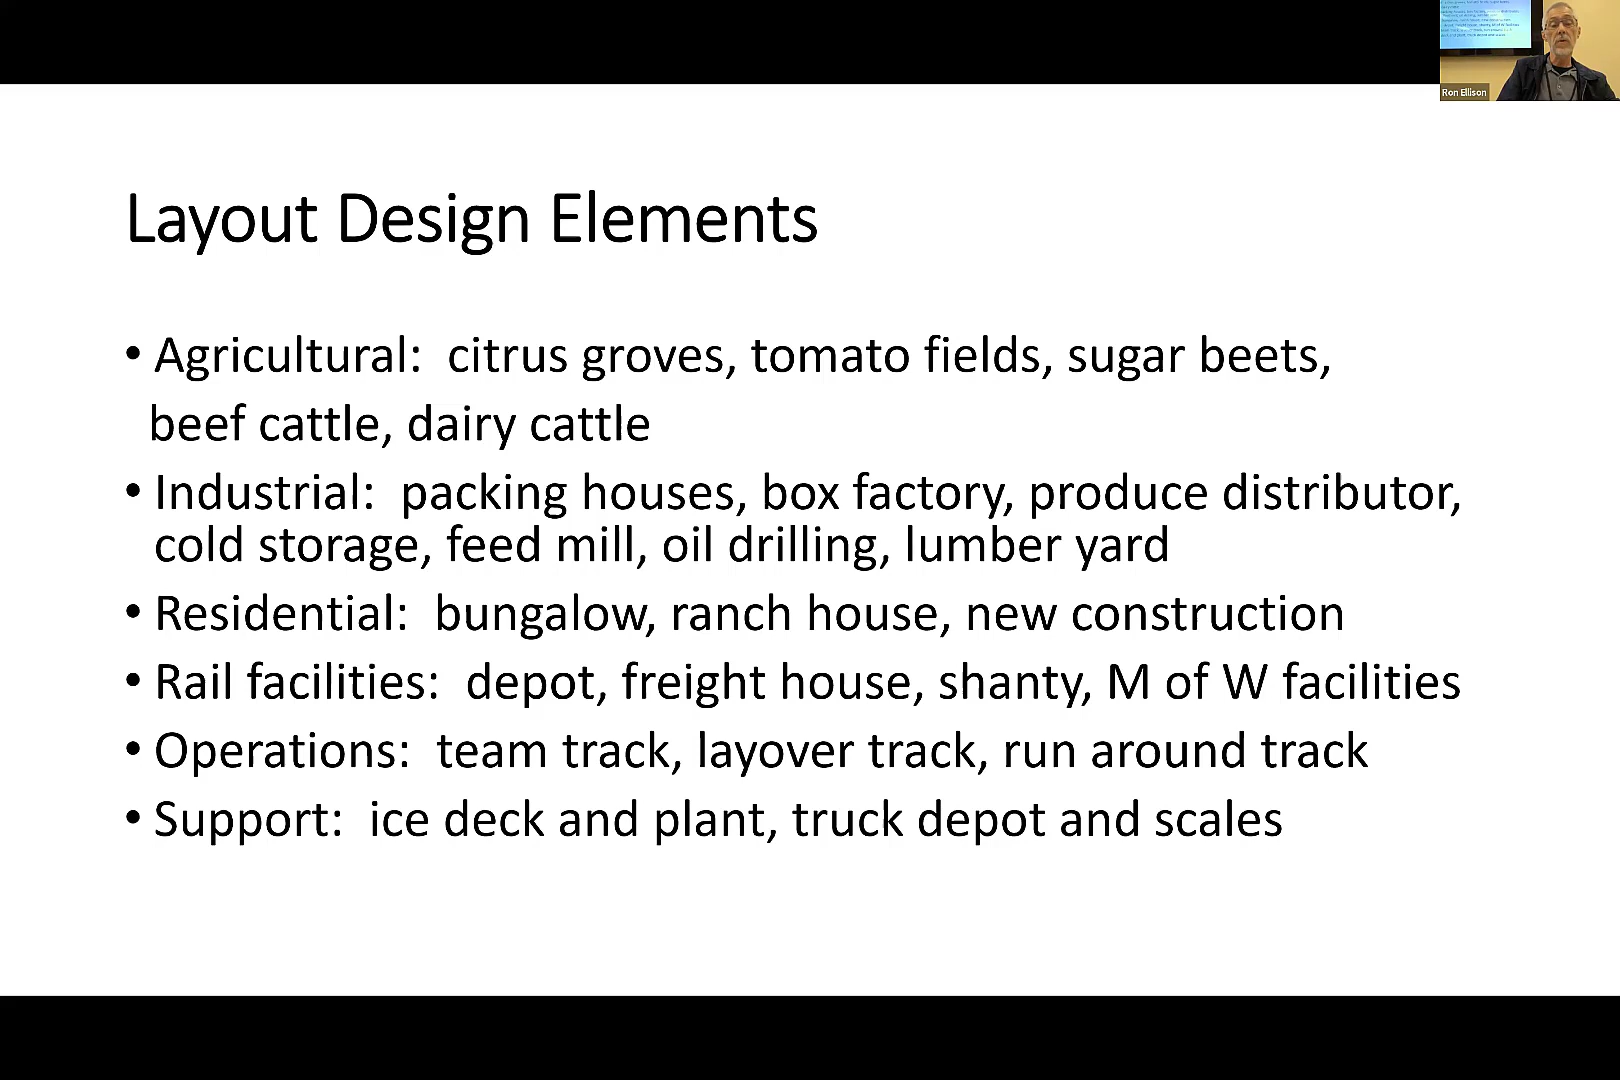 Ron Ellison
Layout Design Elements
• Agricultural:  citrus groves, tomato fields, sugar beets,
beef cattle, dairy cattle
• Industrial:  packing houses, box factory, produce distributor,
cold storage, feed mill, oil drilling, lumber yard
• Residential:  bungalow, ranch house, new construction
• Rail facilities:  depot, freight house, shanty, M of W facilities
• Operations:  team track, layover track, run around track
• Support:  ice deck and plant, truck depot and scales